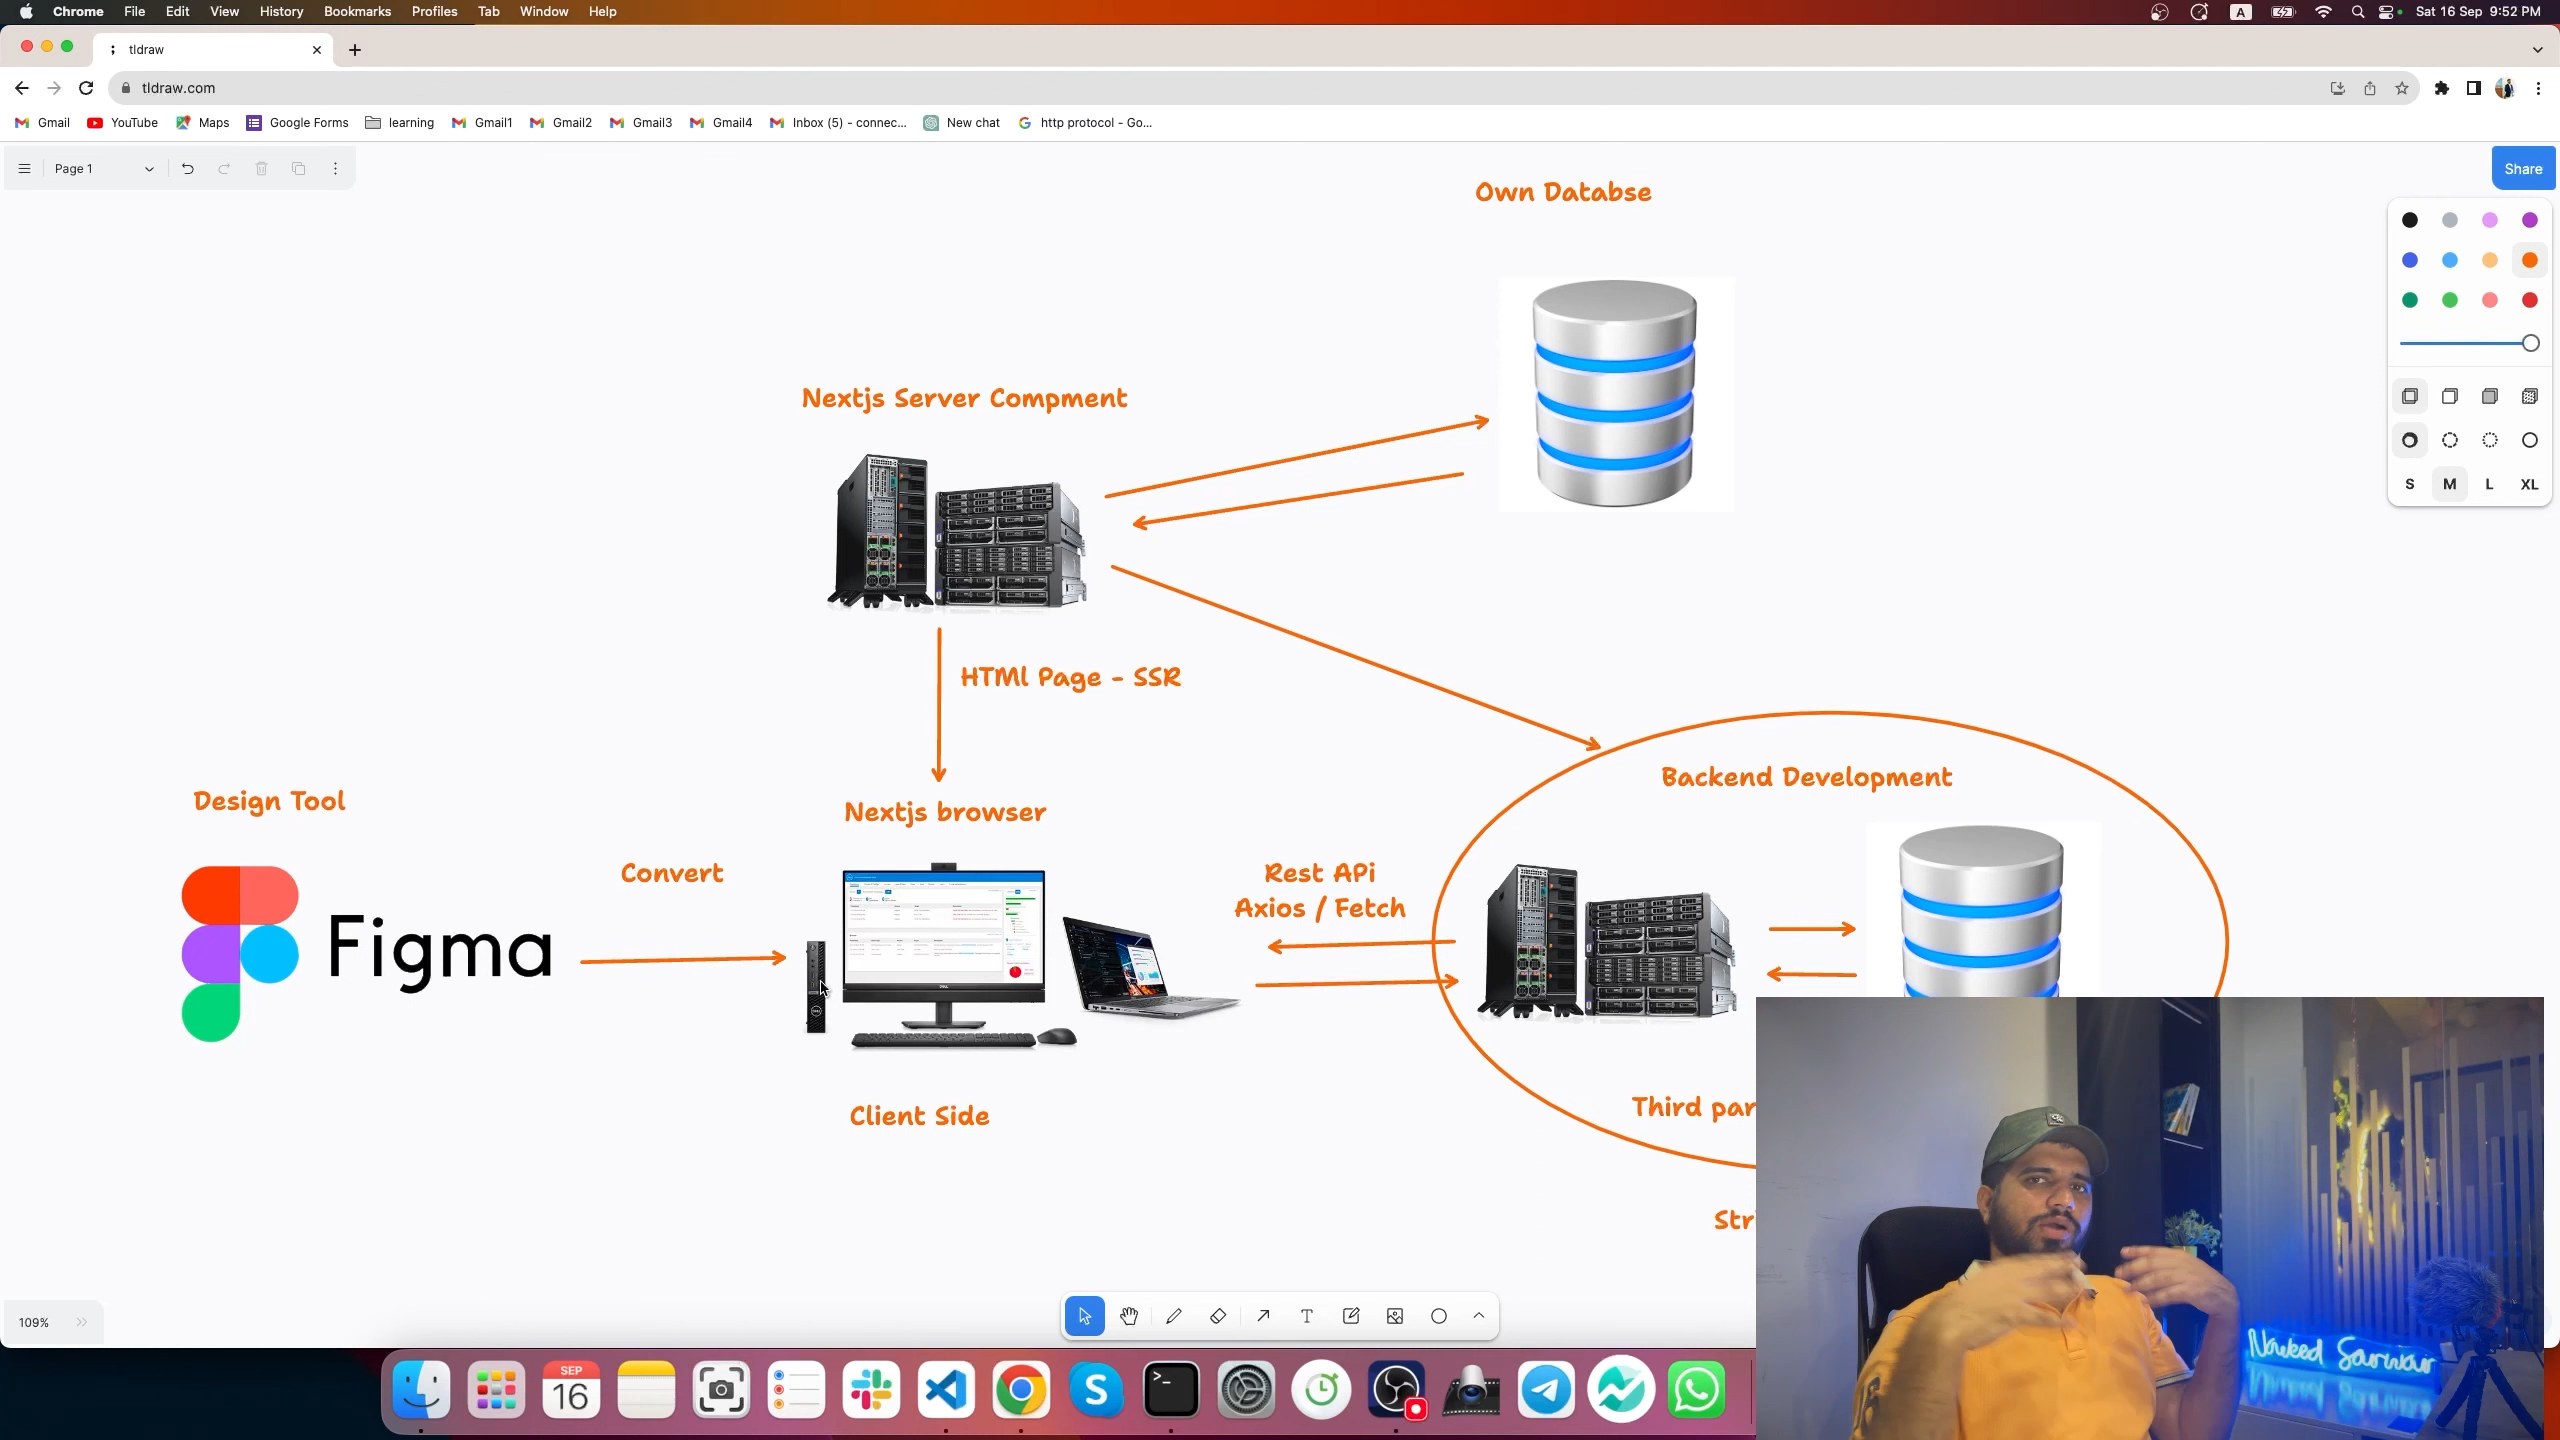 Chrome File Edit View History Bookmarks Profiles Tab Window Help
A
Sat 16 Sep 9:52 PM
tldraw
tldraw.com
Gmail YouTube Maps Google Forms learning Gmail1 Gmail2 Gmail3 Gmail4 Inbox (5) - connec... New chat http protocol - Go...
Page 1
Share
Own Databse
S M L XL
Nextjs Server Compment
HTMl Page - SSR
Backend Development
Design Tool
Nextjs browser
Convert
Rest APi
Axios / Fetch
Figma
Third par
Client Side
Str
109%
T
SEP
16
S
Naveed Sarwar